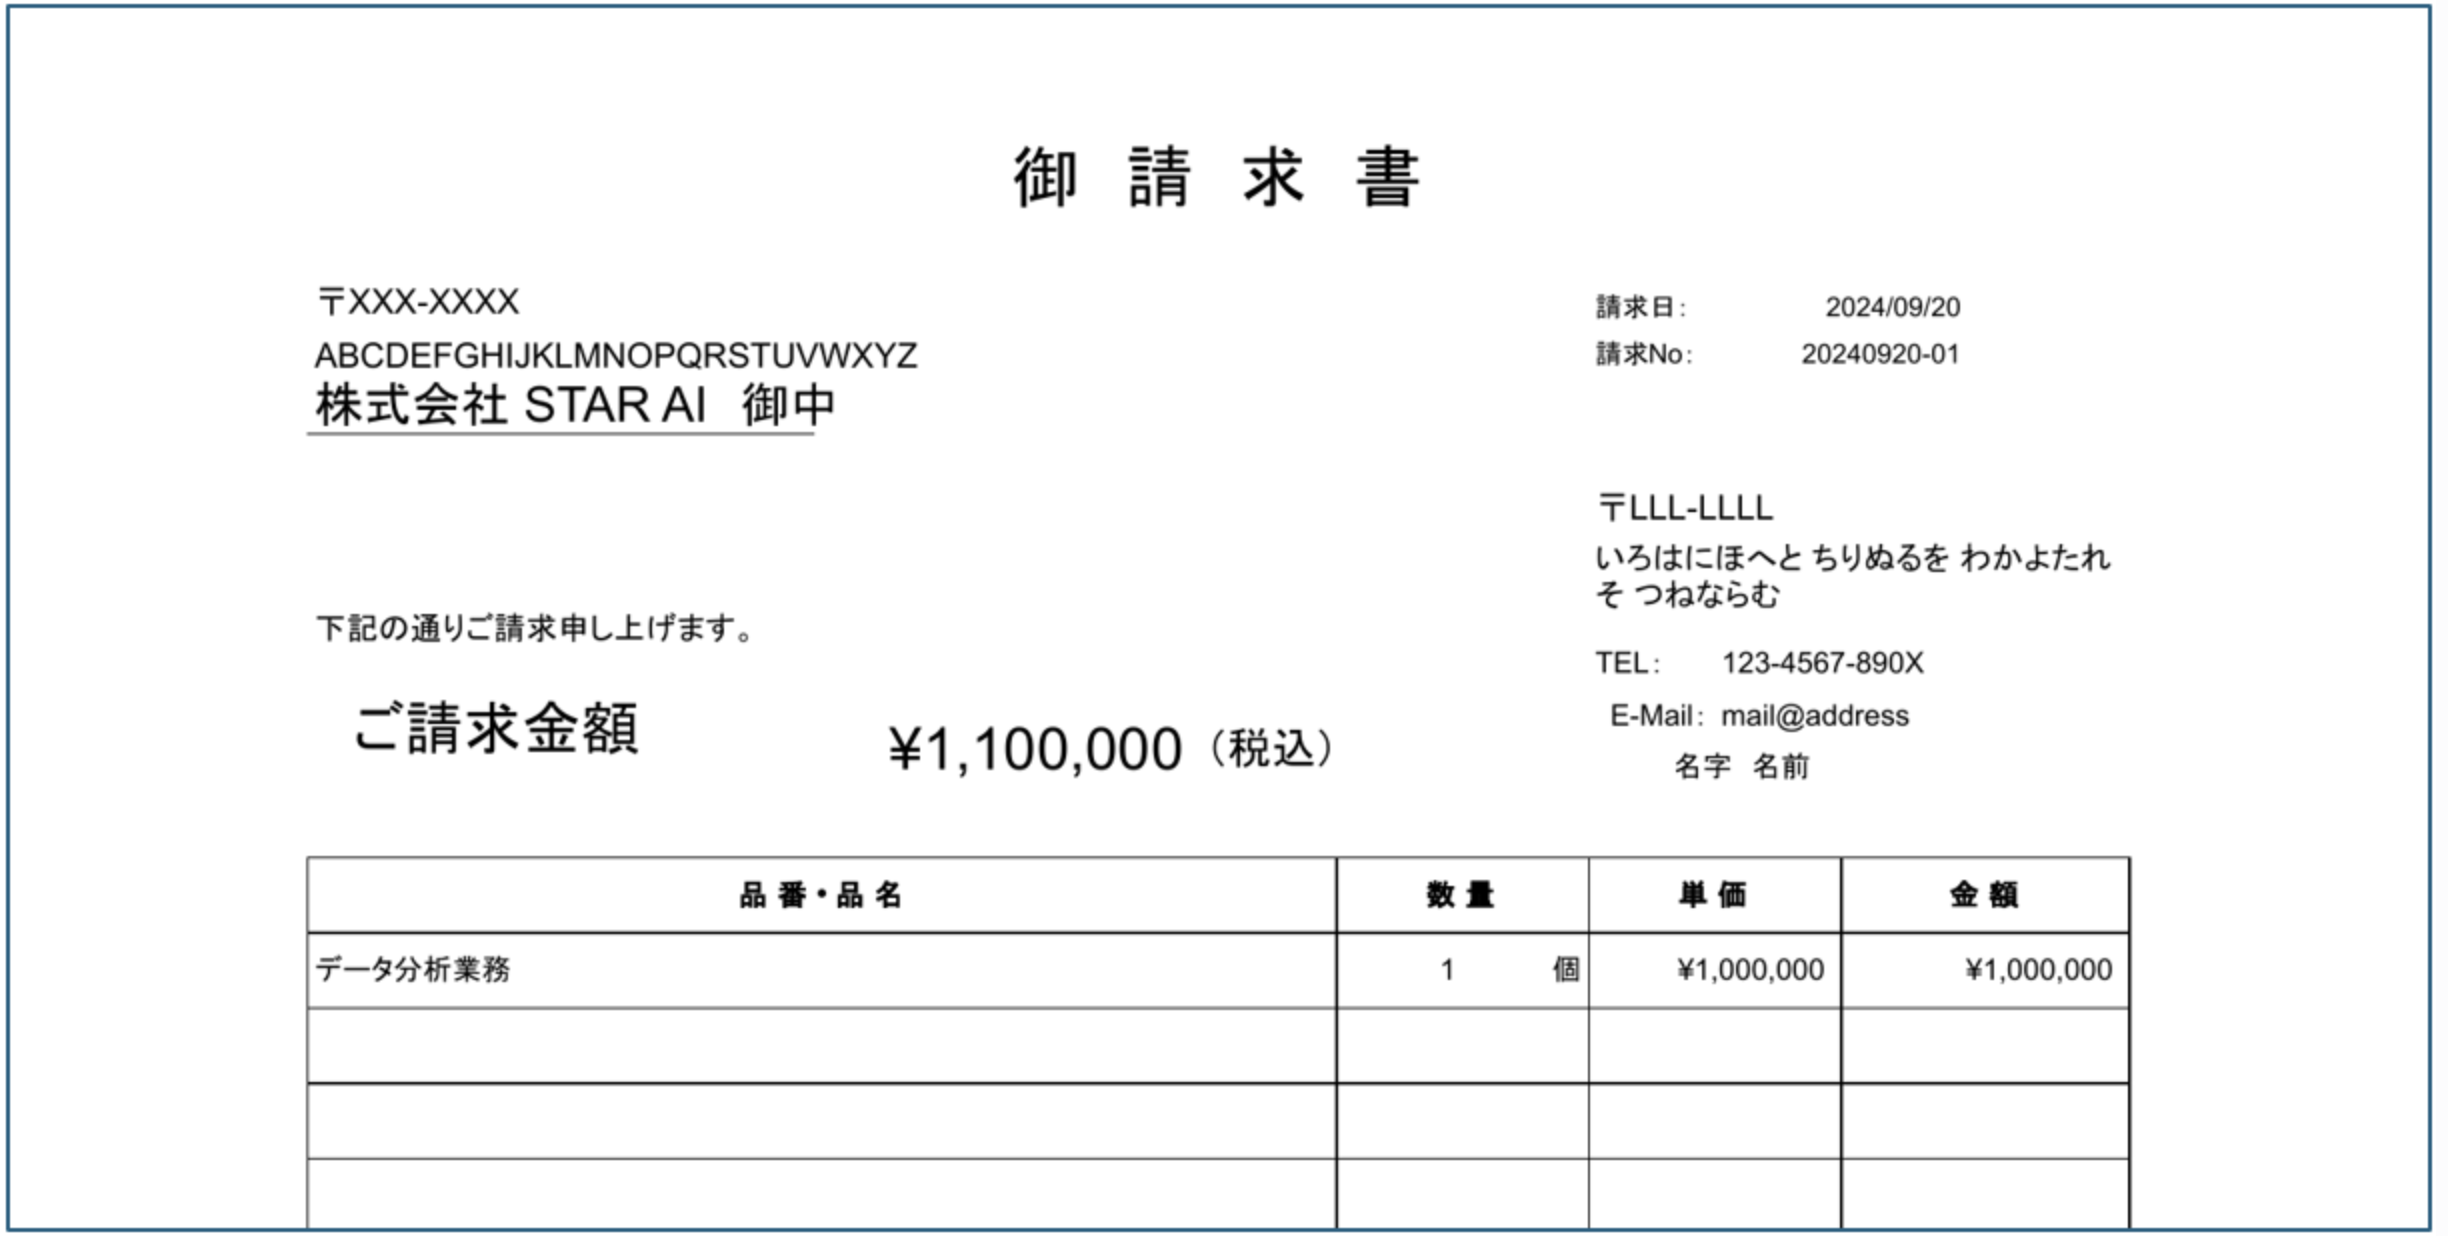 御 請 求 書
〒XXX-XXXX
ABCDEFGHIJKLMNOPQRSTUVWXYZ
株式会社 STAR AI 御中
請求日： 2024/09/20
請求No： 20240920-01
〒LLL-LLLL
いろはにほへと ちりぬるを わかよたれ
そ つねならむ
TEL： 123-4567-890X
E-Mail： mail@address
名字 名前
下記の通りご請求申し上げます。
ご請求金額 ¥1,100,000（税込）
品 番・品 名 数 量 単 価 金 額
データ分析業務 1 個 ¥1,000,000 ¥1,000,000